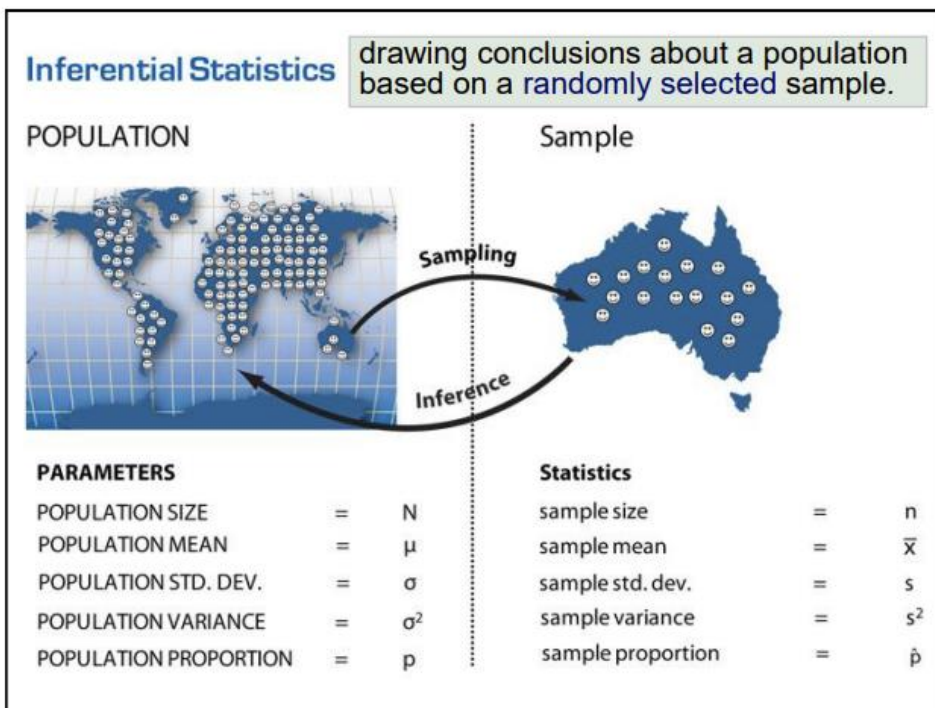 Inferential Statistics
drawing conclusions about a population
based on a randomly selected sample.
POPULATION
Sample
Sampling
Inference
PARAMETERS
POPULATION SIZE = N
POPULATION MEAN = μ
POPULATION STD. DEV. = σ
POPULATION VARIANCE = σ²
POPULATION PROPORTION = p
Statistics
sample size = n
sample mean = x̅
sample std. dev. = s
sample variance = s²
sample proportion = p̂